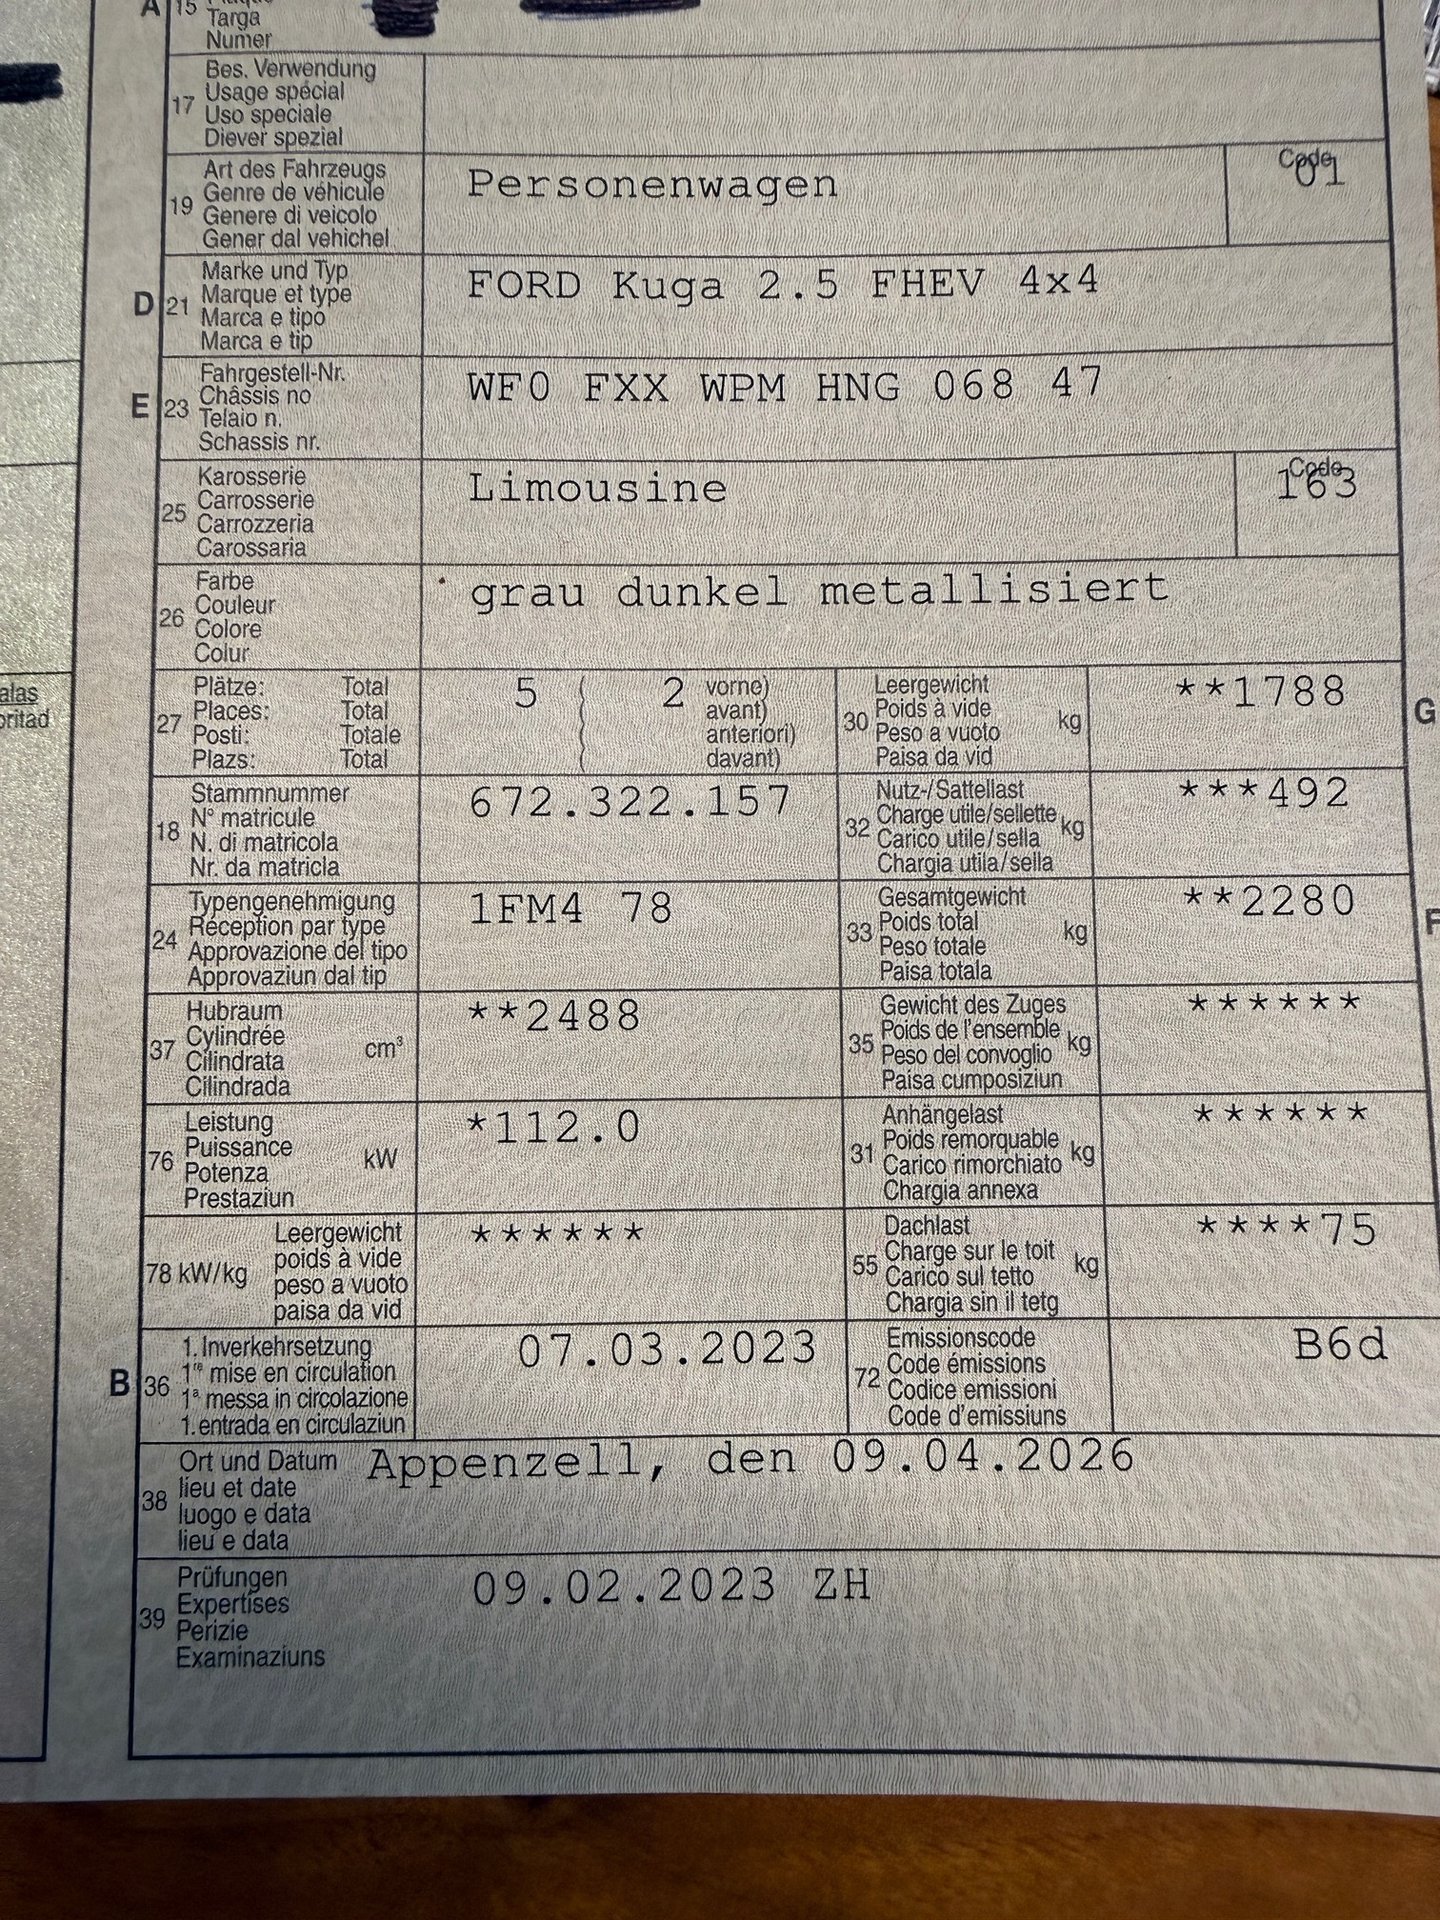 A
15
Targa
Numer
17
Bes. Verwendung
Usage spécial
Uso speciale
Diever spezial
19
Art des Fahrzeugs
Genre de véhicule
Genere di veicolo
Gener dal vehichel
Personenwagen
Code
01
D
21
Marke und Typ
Marque et type
Marca e tipo
Marca e tip
FORD Kuga 2.5 FHEV 4x4
E
23
Fahrgestell-Nr.
Châssis no
Telaio n.
Schassis nr.
WF0 FXX WPM HNG 068 47
25
Karosserie
Carrosserie
Carrozzeria
Carossaria
Limousine
Code
163
26
Farbe
Couleur
Colore
Colur
grau dunkel metallisiert
alas
oritad
27
Plätze: Total
Places: Total
Posti: Totale
Plazs: Total
5 ( 2 vorne)
avant)
anteriori)
davant)
30
Leergewicht
Poids à vide
Peso a vuoto
Paisa da vid
kg
**1788
G
18
Stammnummer
N° matricule
N. di matricola
Nr. da matricla
672.322.157
32
Nutz-/Sattellast
Charge utile/sellette
Carico utile/sella
Chargia utila/sella
kg
***492
24
Typengenehmigung
Réception par type
Approvazione del tipo
Approvaziun dal tip
1FM4 78
33
Gesamtgewicht
Poids total
Peso totale
Paisa totala
kg
**2280
F
37
Hubraum
Cylindrée
Cilindrata
Cilindrada
cm³
**2488
35
Gewicht des Zuges
Poids de l'ensemble
Peso del convoglio
Paisa cumposiziun
kg
******
76
Leistung
Puissance
Potenza
Prestaziun
kW
*112.0
31
Anhängelast
Poids remorquable
Carico rimorchiato
Chargia annexa
kg
******
78 kW/kg
Leergewicht
poids à vide
peso a vuoto
paisa da vid
******
55
Dachlast
Charge sur le toit
Carico sul tetto
Chargia sin il tetg
kg
****75
B
36
1. Inverkehrsetzung
1re mise en circulation
1a messa in circolazione
1. entrada en circulaziun
07.03.2023
72
Emissionscode
Code émissions
Codice emissioni
Code d'emissiuns
B6d
38
Ort und Datum
lieu et date
luogo e data
lieu e data
Appenzell, den 09.04.2026
39
Prüfungen
Expertises
Perizie
Examinaziuns
09.02.2023 ZH